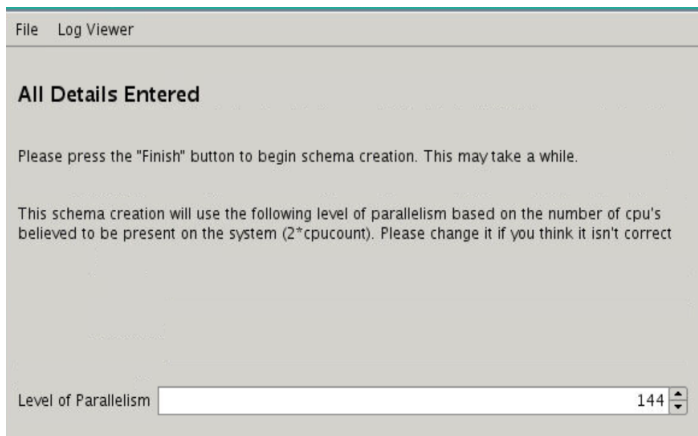 File Log Viewer
All Details Entered
Please press the "Finish" button to begin schema creation. This may take a while.
This schema creation will use the following level of parallelism based on the number of cpu's
believed to be present on the system (2*cpucount). Please change it if you think it isn't correct
Level of Parallelism 144